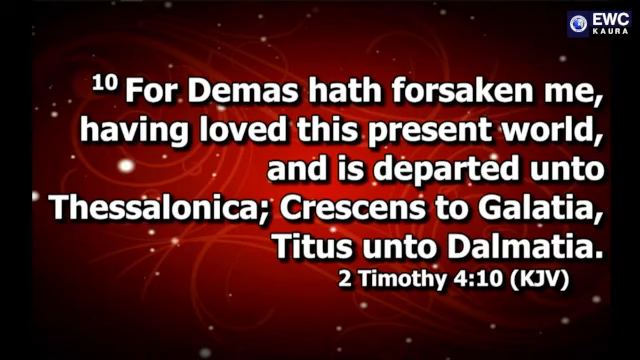 EWC
KAURA
10 For Demas hath forsaken me,
having loved this present world,
and is departed unto
Thessalonica; Crescens to Galatia,
Titus unto Dalmatia.
2 Timothy 4:10 (KJV)